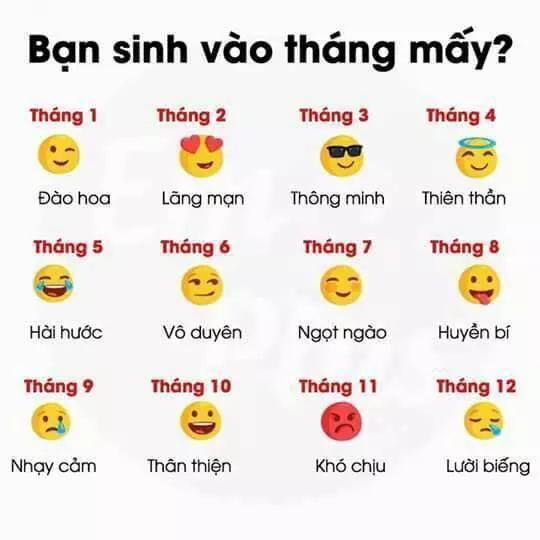 Bạn sinh vào tháng mấy?
Tháng 1 Tháng 2 Tháng 3 Tháng 4
Đào hoa Lãng mạn Thông minh Thiên thần
Tháng 5 Tháng 6 Tháng 7 Tháng 8
Hài hước Vô duyên Ngọt ngào Huyền bí
Tháng 9 Tháng 10 Tháng 11 Tháng 12
Nhạy cảm Thân thiện Khó chịu Lười biếng